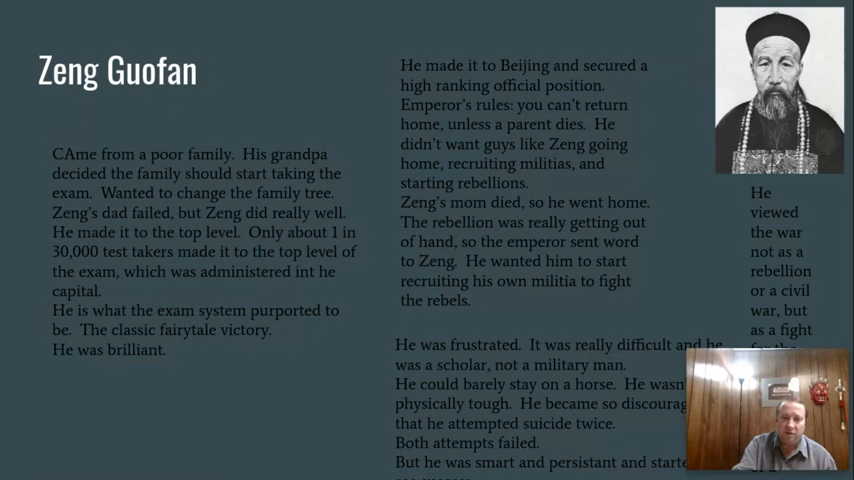 Zeng Guofan
CAme from a poor family. His grandpa
decided the family should start taking the
exam. Wanted to change the family tree.
Zeng's dad failed, but Zeng did really well.
He made it to the top level. Only about 1 in
30,000 test takers made it to the top level of
the exam, which was administered int he
capital.
He is what the exam system purported to
be. The classic fairytale victory.
He was brilliant.
He made it to Beijing and secured a
high ranking official position.
Emperor's rules: you can't return
home, unless a parent dies. He
didn't want guys like Zeng going
home, recruiting militias, and
starting rebellions.
Zeng's mom died, so he went home.
The rebellion was really getting out
of hand, so the emperor sent word
to Zeng. He wanted him to start
recruiting his own militia to fight
the rebels.
He was frustrated. It was really difficult and he
was a scholar, not a military man.
He could barely stay on a horse. He
physically tough. He became so
that he attempted suicide twice.
Both attempts failed.
But he was smart and persistant and
He
viewed
the war
not as a
rebellion
or a civil
war, but
as a fight